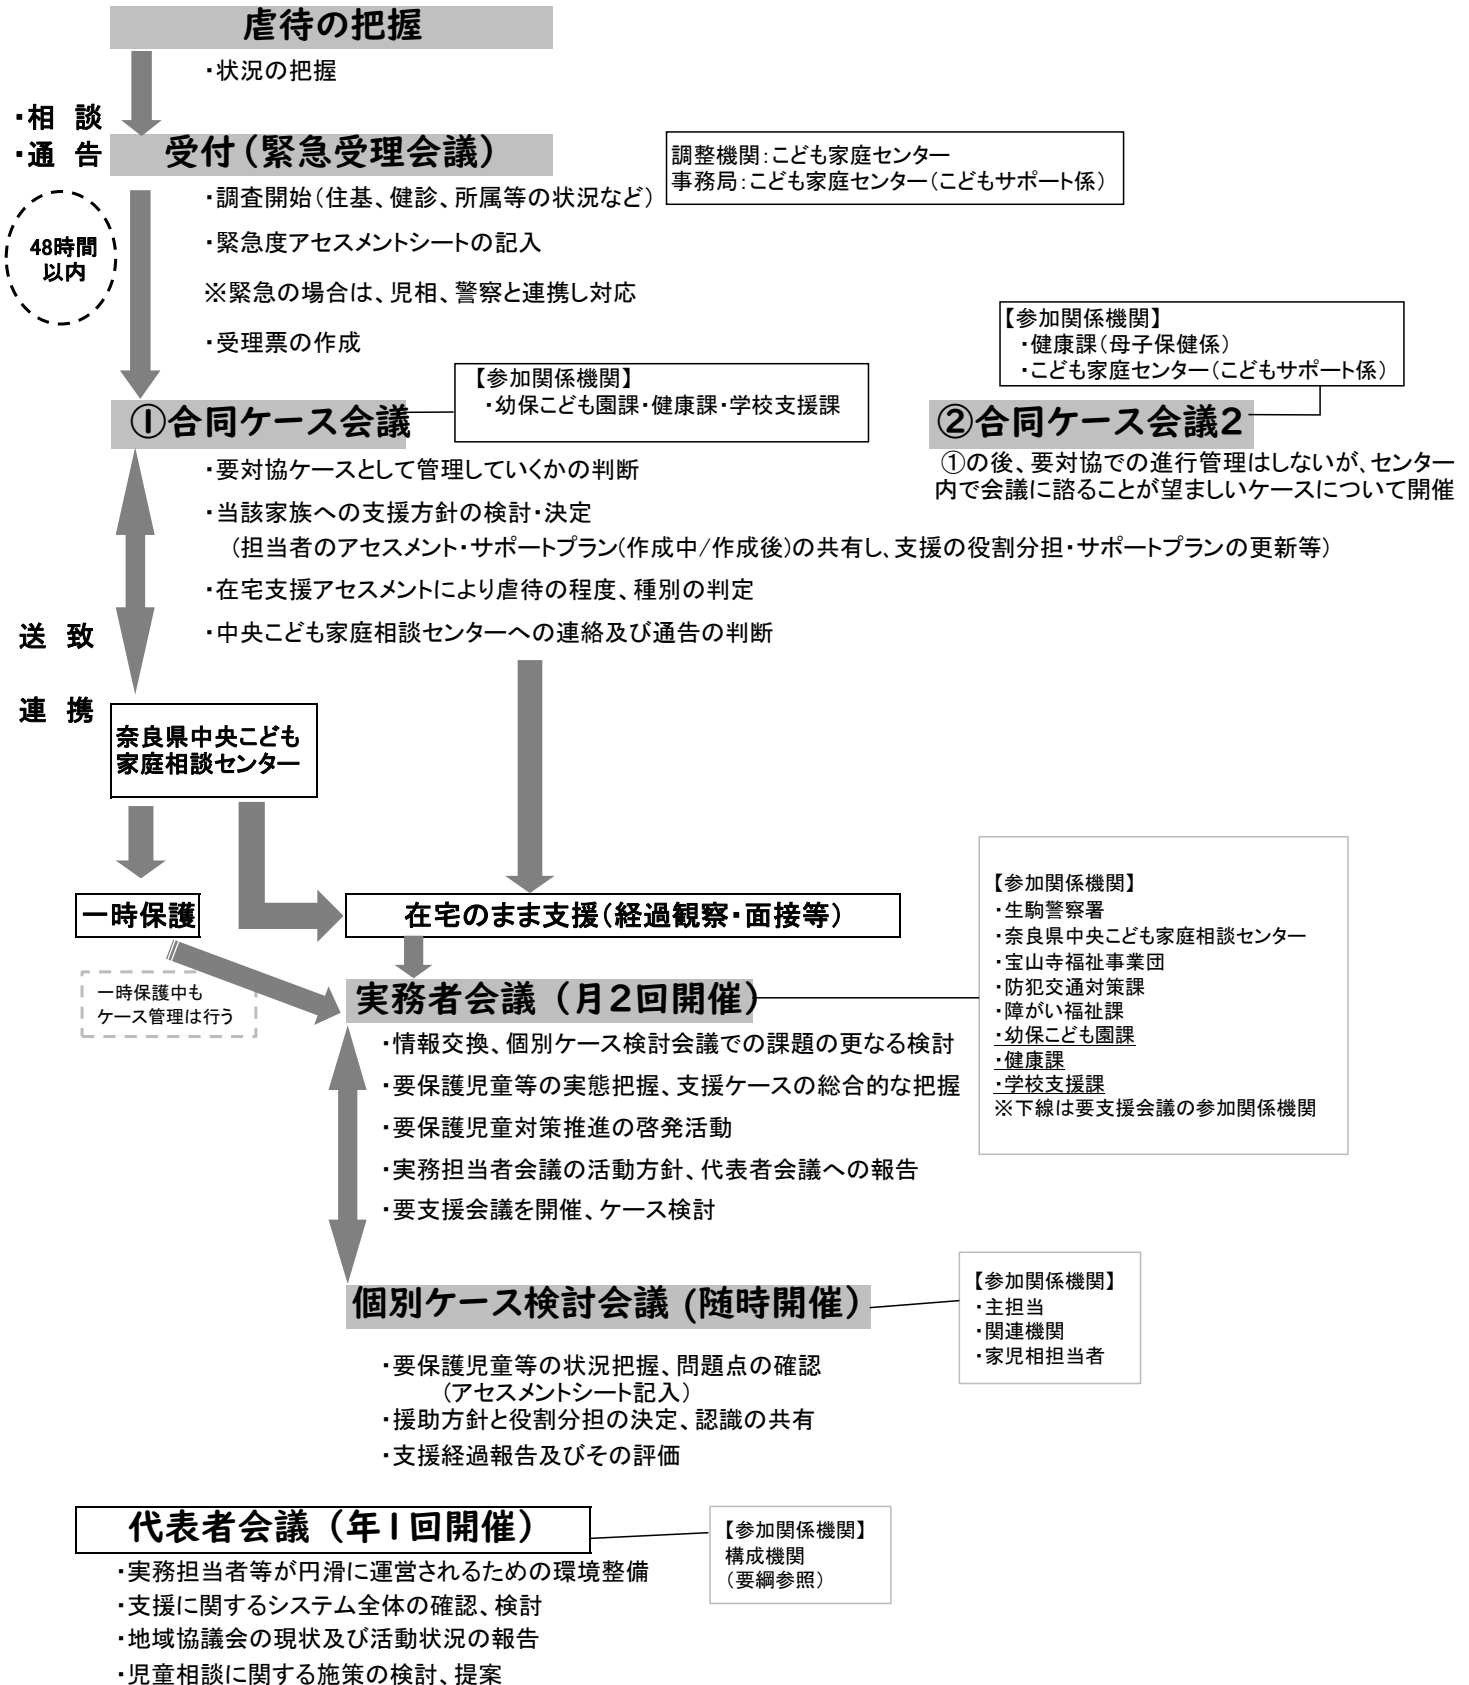 虐待の把握
・状況の把握
・相 談
・通 告
受付（緊急受理会議）
調整機関：こども家庭センター
事務局：こども家庭センター（こどもサポート係）
・調査開始（住基、健診、所属等の状況など）
48時間
以内
・緊急度アセスメントシートの記入
※緊急の場合は、児相、警察と連携し対応
・受理票の作成
【参加関係機関】
・健康課（母子保健係）
・こども家庭センター（こどもサポート係）
【参加関係機関】
・幼保こども園課・健康課・学校支援課
①合同ケース会議
②合同ケース会議2
①の後、要対協での進行管理はしないが、センター
内で会議に諮ることが望ましいケースについて開催
・要対協ケースとして管理していくかの判断
・当該家族への支援方針の検討・決定
（担当者のアセスメント・サポートプラン(作成中/作成後)の共有し、支援の役割分担・サポートプランの更新等）
・在宅支援アセスメントにより虐待の程度、種別の判定
・中央こども家庭相談センターへの連絡及び通告の判断
送 致
連 携
奈良県中央こども
家庭相談センター
一時保護
在宅のまま支援（経過観察・面接等）
一時保護中も
ケース管理は行う
実務者会議（月2回開催）
・情報交換、個別ケース検討会議での課題の更なる検討
・要保護児童等の実態把握、支援ケースの総合的な把握
・要保護児童対策推進の啓発活動
・実務担当者会議の活動方針、代表者会議への報告
・要支援会議を開催、ケース検討
【参加関係機関】
・生駒警察署
・奈良県中央こども家庭相談センター
・宝山寺福祉事業団
・防犯交通対策課
・障がい福祉課
・幼保こども園課
・健康課
・学校支援課
※下線は要支援会議の参加関係機関
個別ケース検討会議（随時開催）
【参加関係機関】
・主担当
・関連機関
・家児相担当者
・要保護児童等の状況把握、問題点の確認
（アセスメントシート記入）
・援助方針と役割分担の決定、認識の共有
・支援経過報告及びその評価
代表者会議（年1回開催）
【参加関係機関】
構成機関
（要綱参照）
・実務担当者等が円滑に運営されるための環境整備
・支援に関するシステム全体の確認、検討
・地域協議会の現状及び活動状況の報告
・児童相談に関する施策の検討、提案